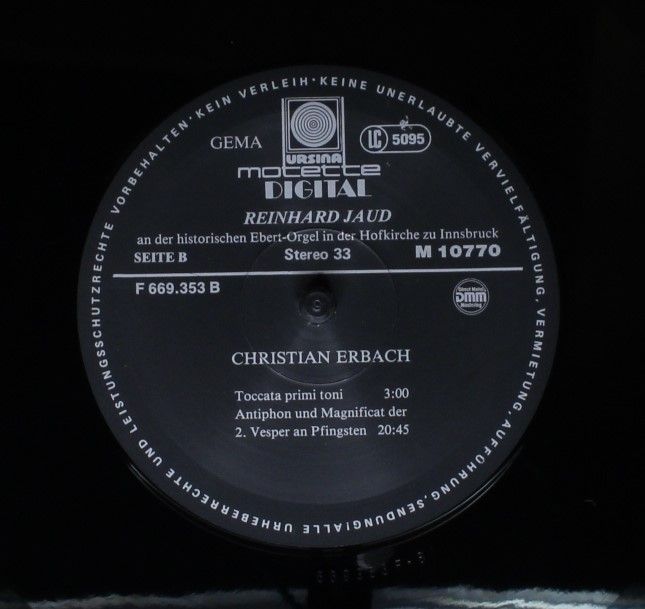 ALLE URHEBERRECHTE UND LEISTUNGSSCHUTZRECHTE VORBEHALTEN · KEIN VERLEIH · KEINE UNERLAUBTE VERVIELFÄLTIGUNG, VERMIETUNG, AUFFÜHRUNG, SENDUNG!
GEMA
LC 5095
URSINA
motette
DIGITAL
REINHARD JAUD
an der historischen Ebert-Orgel in der Hofkirche zu Innsbruck
SEITE B Stereo 33 M 10770
F 669.353 B
Direct Metal
DMM
Mastering
CHRISTIAN ERBACH
Toccata primi toni 3:00
Antiphon und Magnificat der
2. Vesper an Pfingsten 20:45